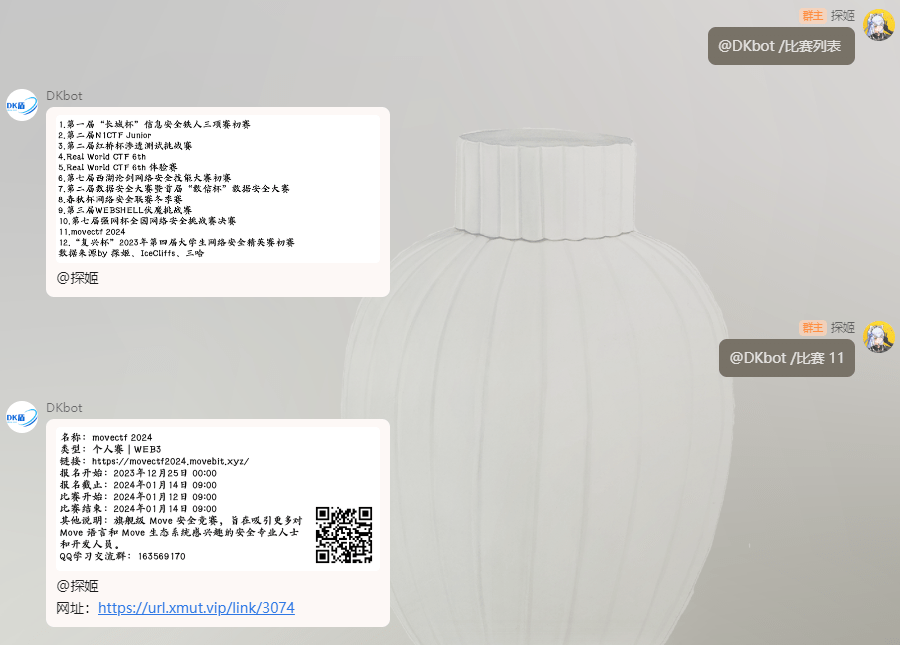 群主 探姬
@DKbot /比赛列表
DK盾
DKbot
1.第一届“长城杯”信息安全铁人三项赛初赛
2.第二届N1CTF Junior
3.第二届红桥杯渗透测试挑战赛
4.Real World CTF 6th
5.Real World CTF 6th 体验赛
6.第七届西湖论剑网络安全技能大赛初赛
7.第二届数据安全大赛暨首届“数信杯”数据安全大赛
8.春秋杯网络安全联赛冬季赛
9.第三届WEBSHELL伏魔挑战赛
10.第七届强网杯全国网络安全挑战赛决赛
11.movectf 2024
12.“复兴杯”2023年第四届大学生网络安全精英赛初赛
数据来源by 探姬、IceCliffs、三哈
@探姬
群主 探姬
@DKbot /比赛 11
DK盾
DKbot
名称：movectf 2024
类型：个人赛 | WEB3
链接：https://movectf2024.movebit.xyz/
报名开始：2023年12月25日 00:00
报名截止：2024年01月14日 09:00
比赛开始：2024年01月12日 09:00
比赛结束：2024年01月14日 09:00
其他说明：旗舰级 Move 安全竞赛，旨在吸引更多对
Move 语言和 Move 生态系统感兴趣的安全专业人士
和开发人员。
QQ学习交流群：163569170
@探姬
网址：https://url.xmut.vip/link/3074